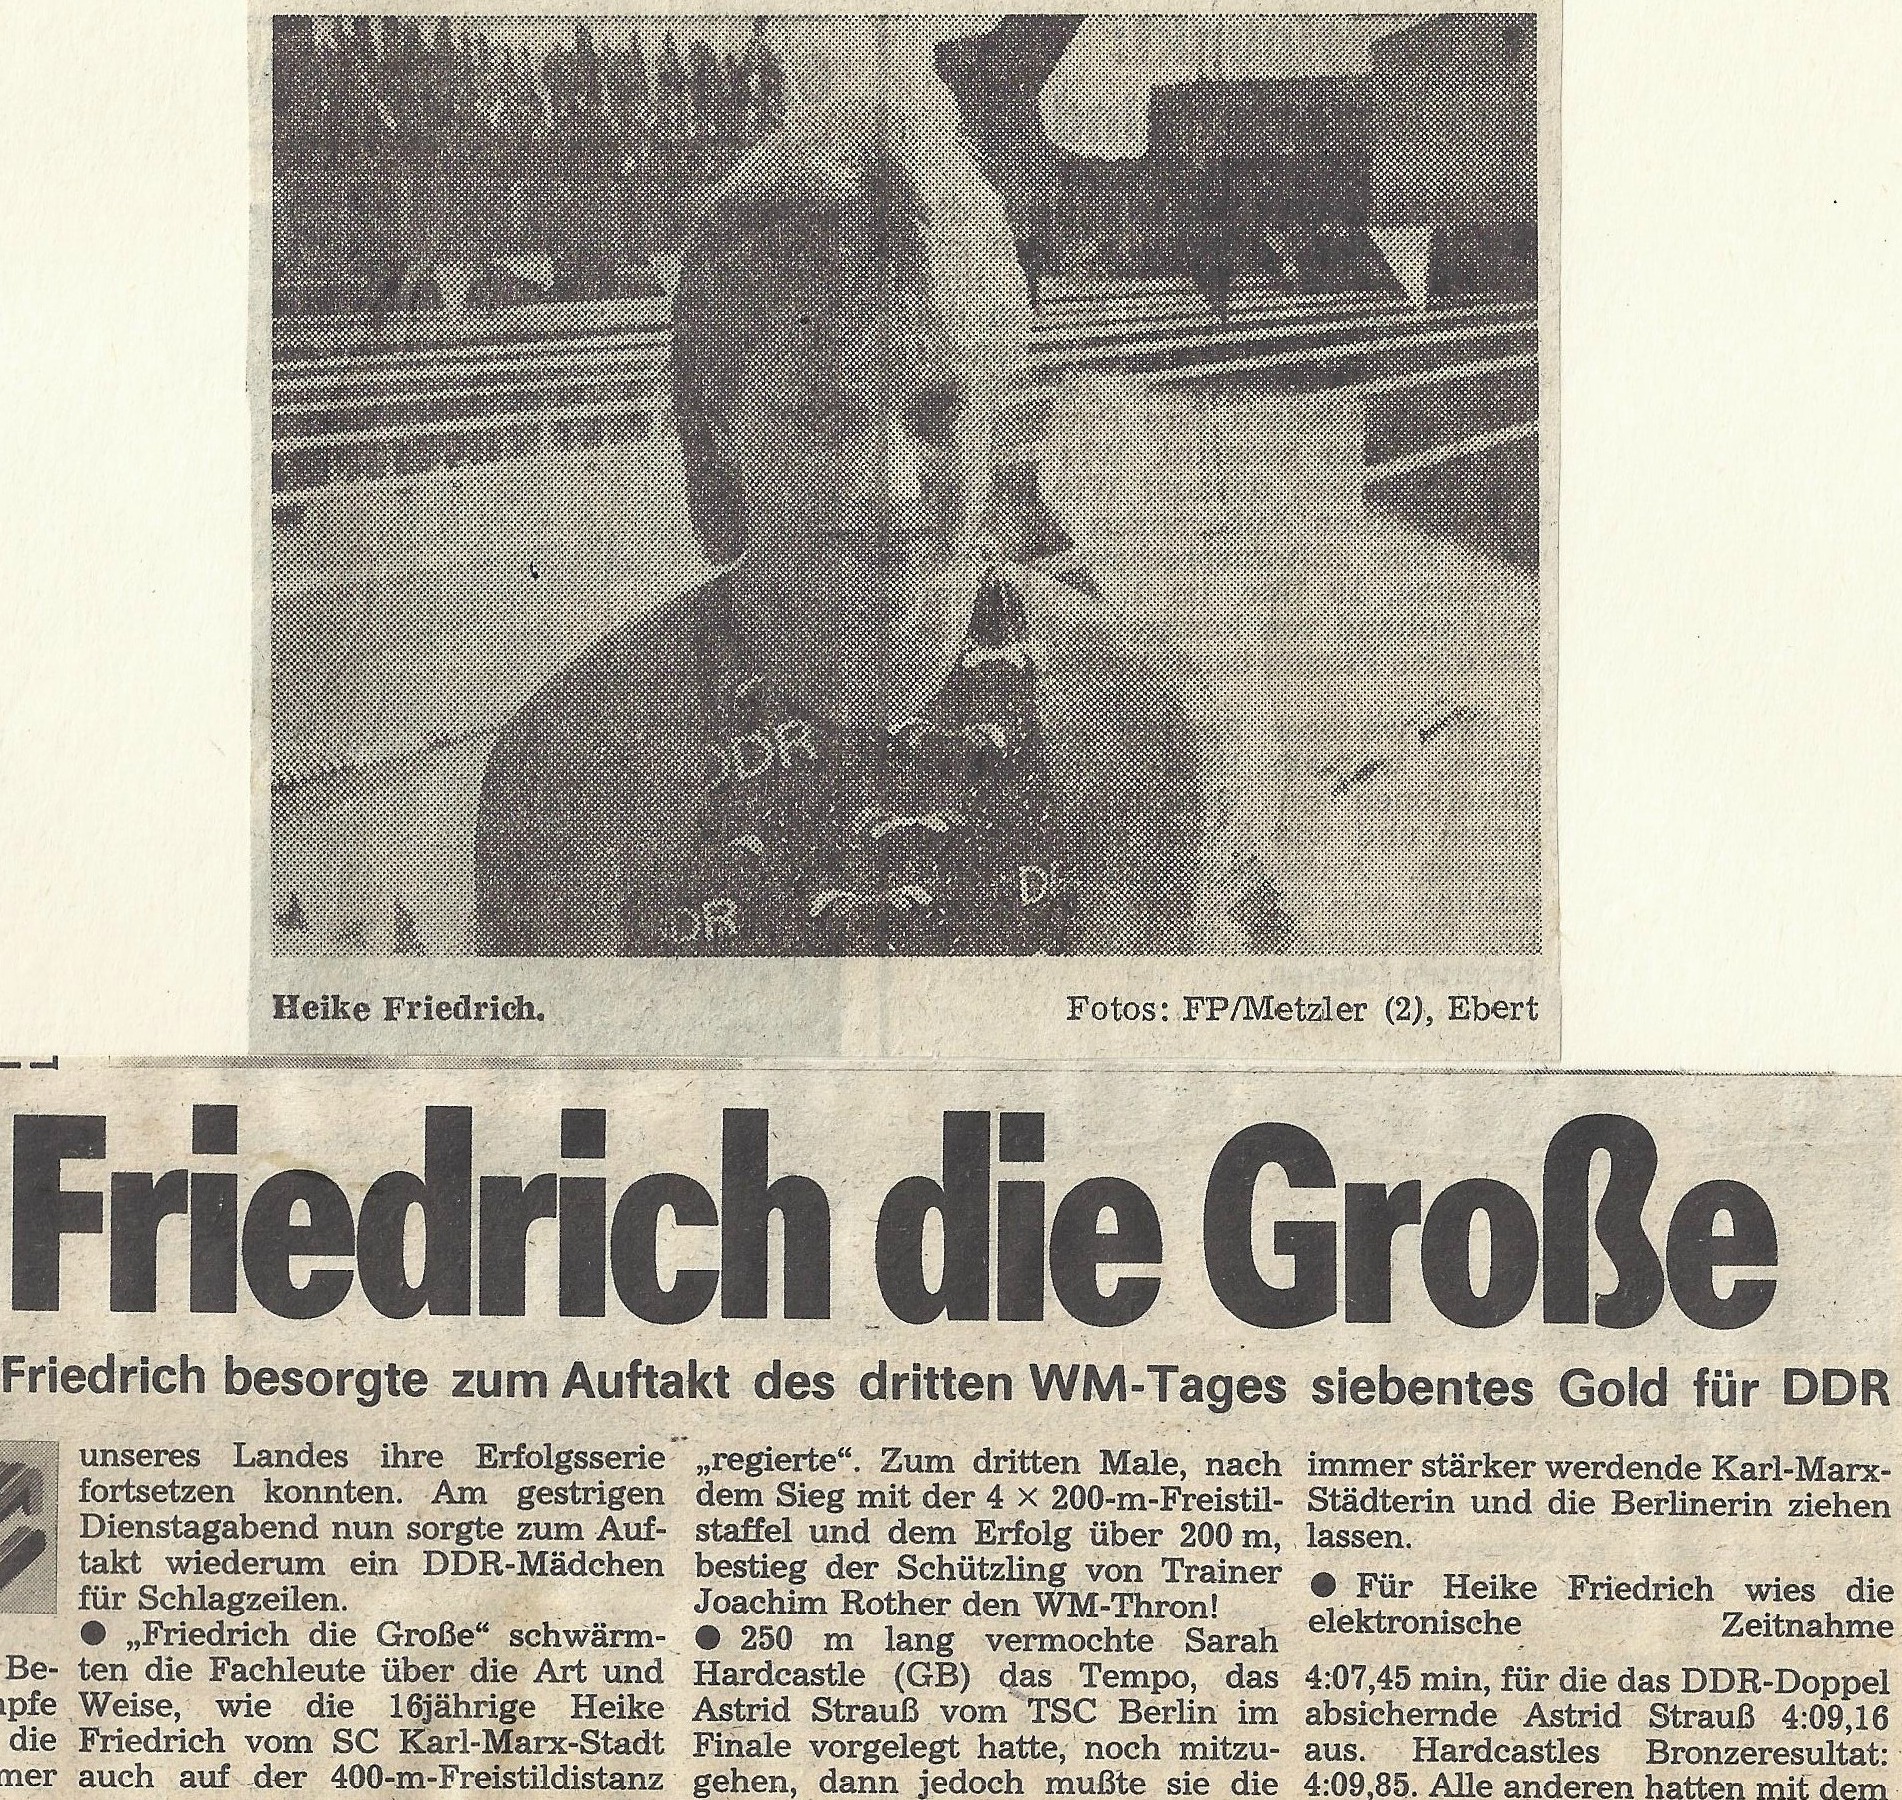 DDR
DR
D
Heike Friedrich.
Fotos: FP/Metzler (2), Ebert
Friedrich die Große
Friedrich besorgte zum Auftakt des dritten WM-Tages siebentes Gold für DDR
unseres Landes ihre Erfolgsserie
fortsetzen konnten. Am gestrigen
Dienstagabend nun sorgte zum Auf-
takt wiederum ein DDR-Mädchen
für Schlagzeilen.
● „Friedrich die Große“ schwärm-
Be- ten die Fachleute über die Art und
pfe Weise, wie die 16jährige Heike
die Friedrich vom SC Karl-Marx-Stadt
mer auch auf der 400-m-Freistildistanz
„regierte“. Zum dritten Male, nach
dem Sieg mit der 4 × 200-m-Freistil-
staffel und dem Erfolg über 200 m,
bestieg der Schützling von Trainer
Joachim Rother den WM-Thron!
● 250 m lang vermochte Sarah
Hardcastle (GB) das Tempo, das
Astrid Strauß vom TSC Berlin im
Finale vorgelegt hatte, noch mitzu-
gehen, dann jedoch mußte sie die
immer stärker werdende Karl-Marx-
Städterin und die Berlinerin ziehen
lassen.
● Für Heike Friedrich wies die
elektronische Zeitnahme
4:07,45 min, für die das DDR-Doppel
absichernde Astrid Strauß 4:09,16
aus. Hardcastles Bronzeresultat:
4:09,85. Alle anderen hatten mit dem